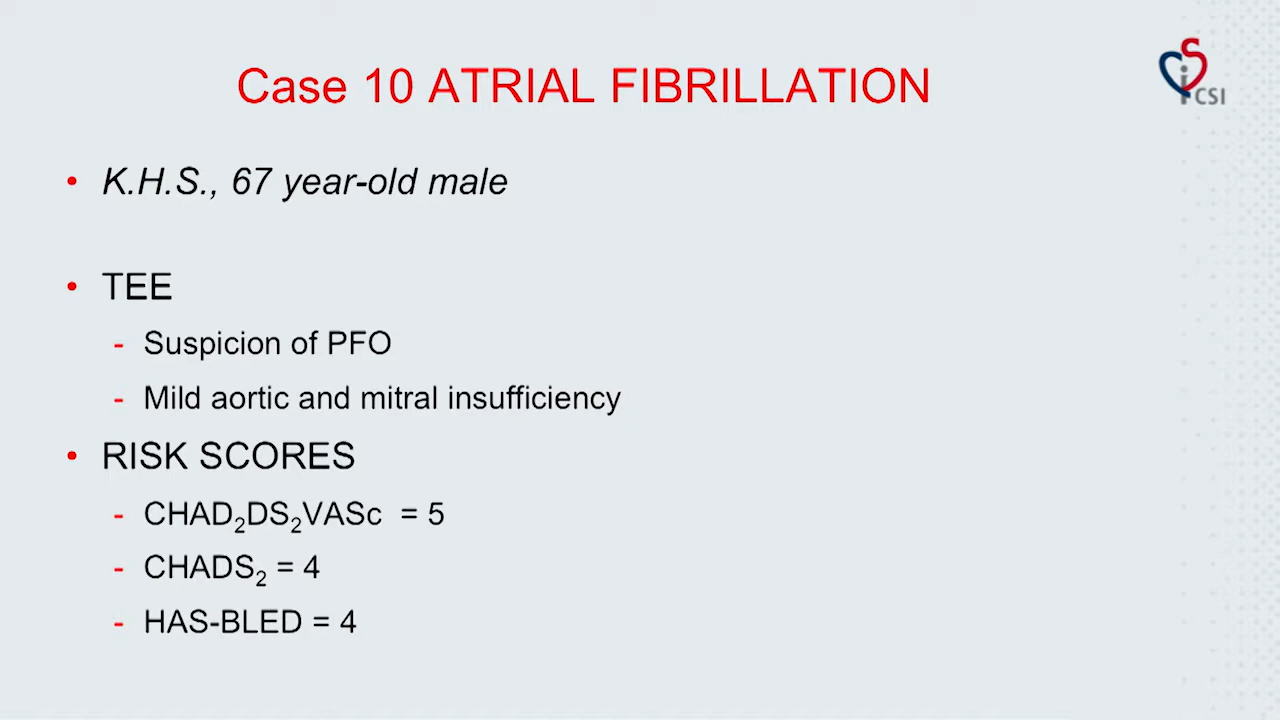 Case 10 ATRIAL FIBRILLATION
CSI
• K.H.S., 67 year-old male
• TEE
- Suspicion of PFO
- Mild aortic and mitral insufficiency
• RISK SCORES
- CHAD₂DS₂VASc = 5
- CHADS₂ = 4
- HAS-BLED = 4